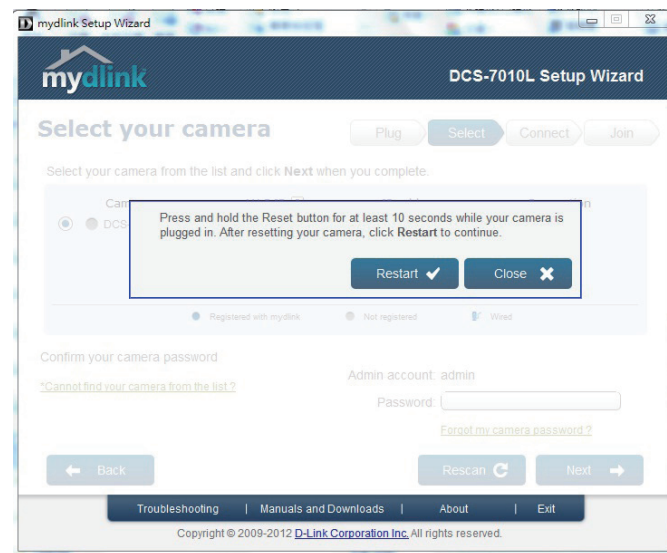 mydlink Setup Wizard
mydlink
DCS-7010L Setup Wizard
Select your camera
Plug
Select
Connect
Join
Select your camera from the list and click Next when you complete.
DCS
Press and hold the Reset button for at least 10 seconds while your camera is
plugged in. After resetting your camera, click Restart to continue.
Restart
Close
Registered with mydlink
Not registered
Wired
Confirm your camera password
*Cannot find your camera from the list ?
Admin account: admin
Password:
Forgot my camera password ?
Back
Rescan
Next
Troubleshooting | Manuals and Downloads | About | Exit
Copyright © 2009-2012 D-Link Corporation Inc. All rights reserved.